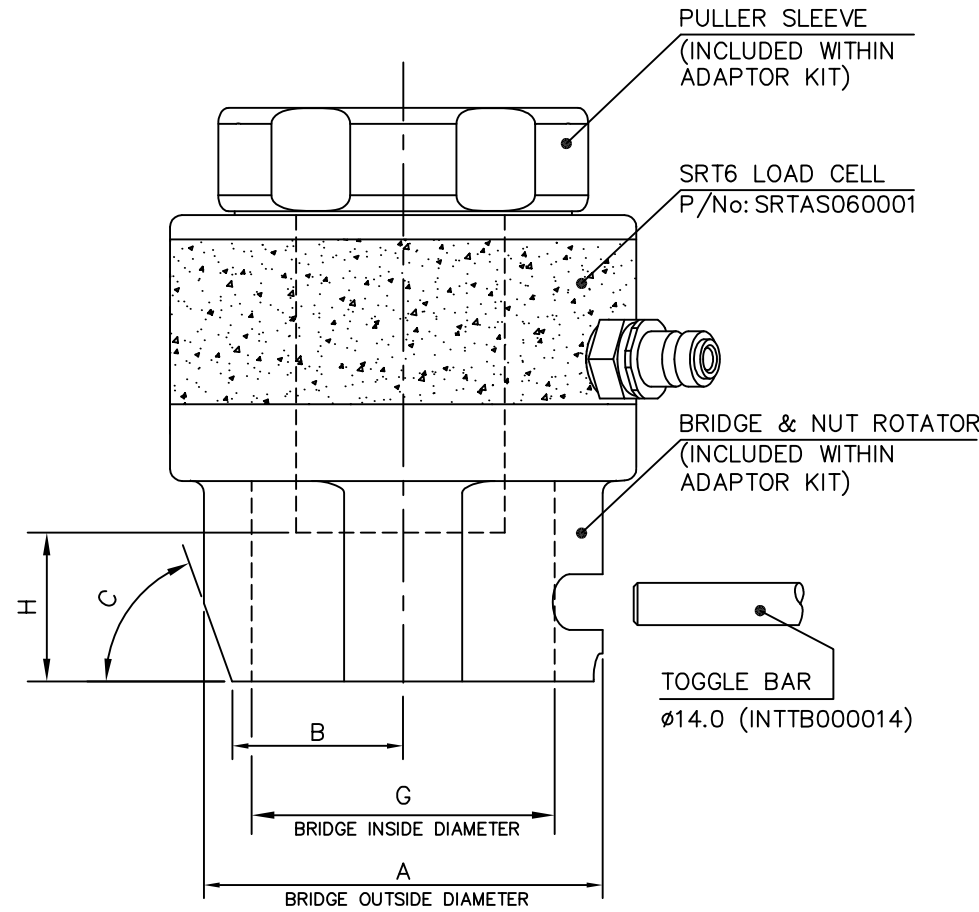 PULLER SLEEVE
(INCLUDED WITHIN
ADAPTOR KIT)
SRT6 LOAD CELL
P/No: SRTAS060001
BRIDGE & NUT ROTATOR
(INCLUDED WITHIN
ADAPTOR KIT)
H
C
TOGGLE BAR
ø14.0 (INTTB000014)
B
G
BRIDGE INSIDE DIAMETER
A
BRIDGE OUTSIDE DIAMETER